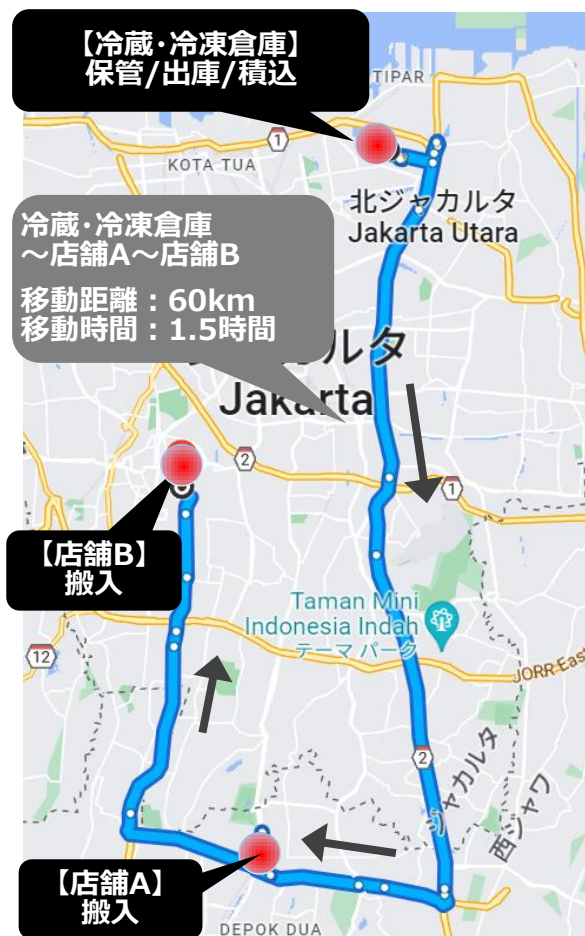 【冷蔵・冷凍倉庫】
保管/出庫/積込
TIPAR
1
KOTA TUA
北ジャカルタ
Jakarta Utara
冷蔵・冷凍倉庫
～店舗A～店舗B
移動距離：60km
移動時間：1.5時間
カルタ
Jakarta
2
1
【店舗B】
搬入
Taman Mini
Indonesia Indah
テーマ パーク
12
JORR East
2
ジャカルタ
西ジャワ
【店舗A】
搬入
DEPOK DUA